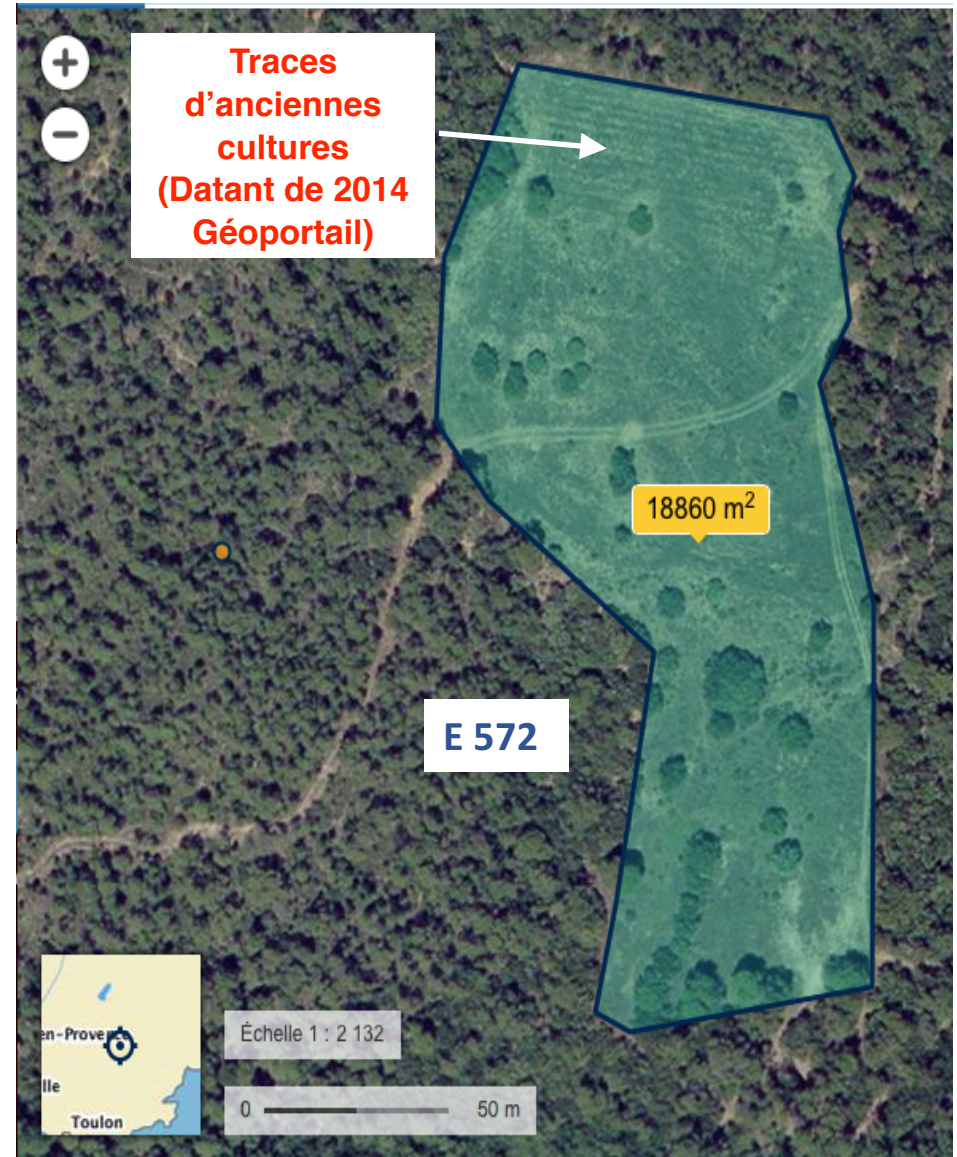 +
−
Traces
d’anciennes
cultures
(Datant de 2014
Géoportail)
18860 m²
E 572
en-Provence
lle
Toulon
Échelle 1 : 2 132
0 50 m